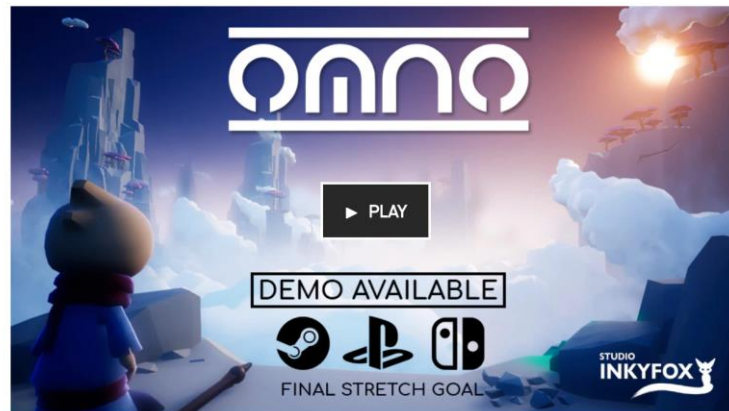 OMNO
► PLAY
DEMO AVAILABLE
FINAL STRETCH GOAL
STUDIO
INKYFOX